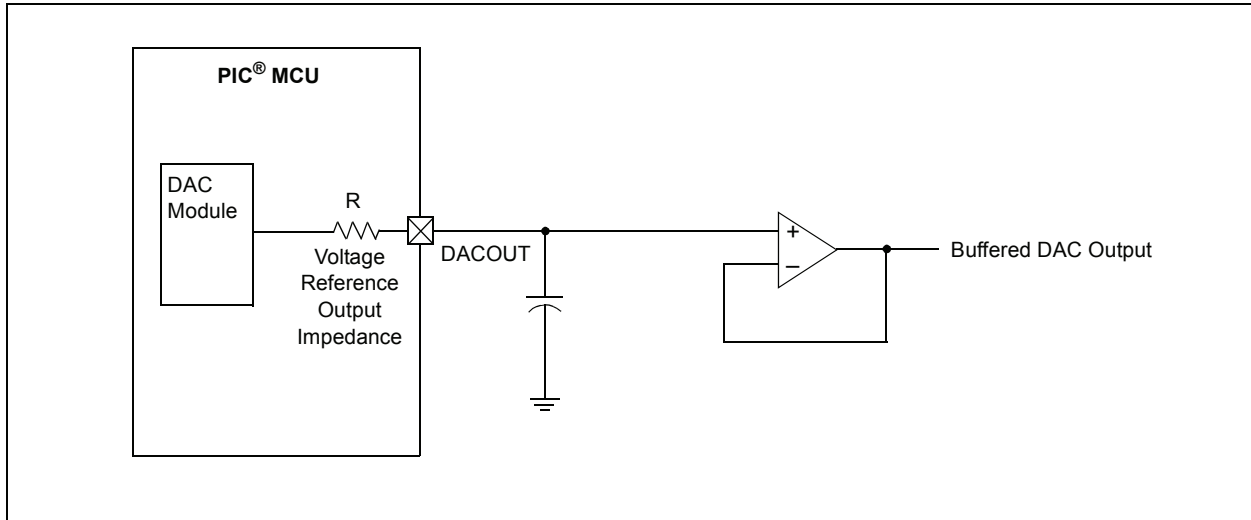 PIC® MCU
DAC
Module
R
Voltage
Reference
Output
Impedance
DACOUT
+
–
Buffered DAC Output